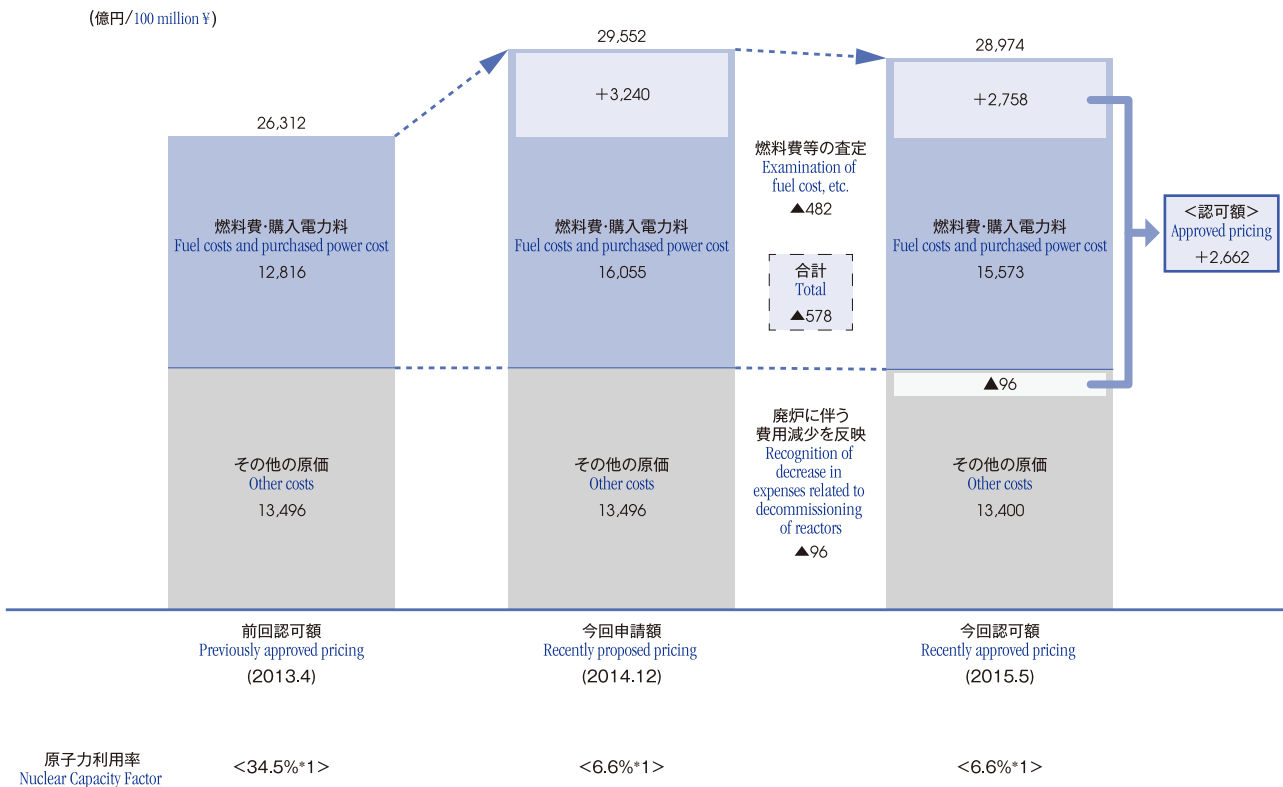 (億円/100 million ¥)
26,312
燃料費・購入電力料
Fuel costs and purchased power cost
12,816
その他の原価
Other costs
13,496
前回認可額
Previously approved pricing
(2013.4)
29,552
+3,240
燃料費・購入電力料
Fuel costs and purchased power cost
16,055
その他の原価
Other costs
13,496
今回申請額
Recently proposed pricing
(2014.12)
燃料費等の査定
Examination of
fuel cost, etc.
▲482
合計
Total
▲578
廃炉に伴う
費用減少を反映
Recognition of
decrease in
expenses related to
decommissioning
of reactors
▲96
28,974
+2,758
燃料費・購入電力料
Fuel costs and purchased power cost
15,573
▲96
その他の原価
Other costs
13,400
今回認可額
Recently approved pricing
(2015.5)
<認可額>
Approved pricing
+2,662
原子力利用率
Nuclear Capacity Factor
<34.5%*1>
<6.6%*1>
<6.6%*1>